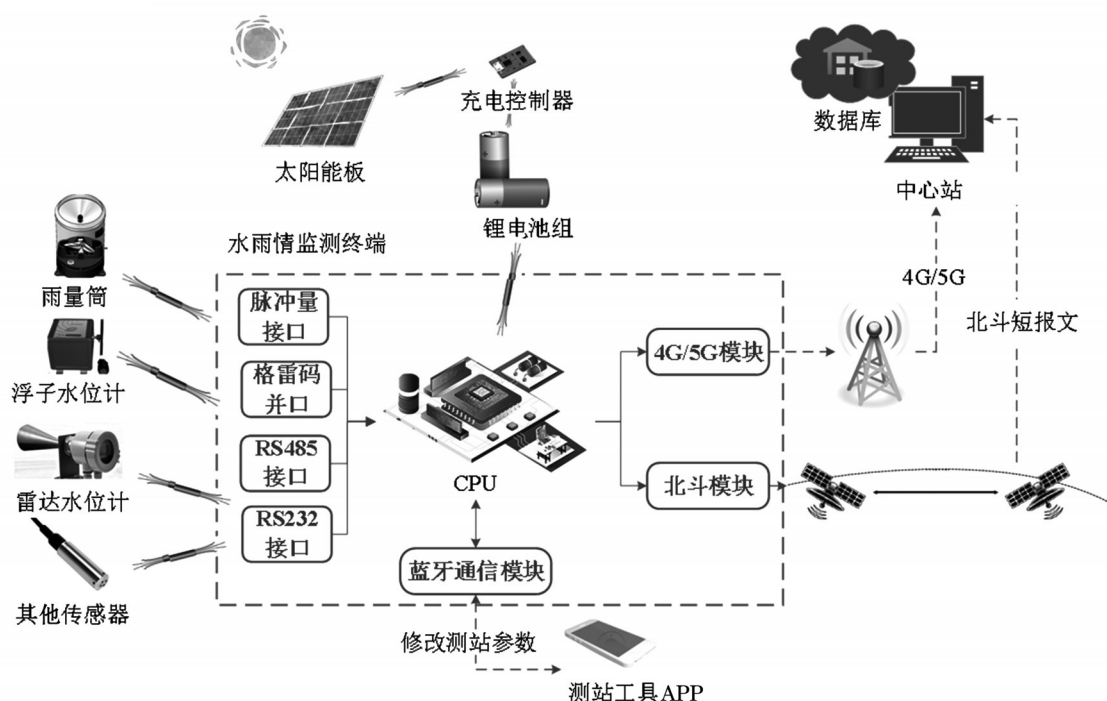 充电控制器
太阳能板
锂电池组
数据库
中心站
4G/5G
北斗短报文
水雨情监测终端
雨量筒
浮子水位计
雷达水位计
其他传感器
脉冲量
接口
格雷码
并口
RS485
接口
RS232
接口
CPU
4G/5G模块
北斗模块
蓝牙通信模块
修改测站参数
测站工具APP